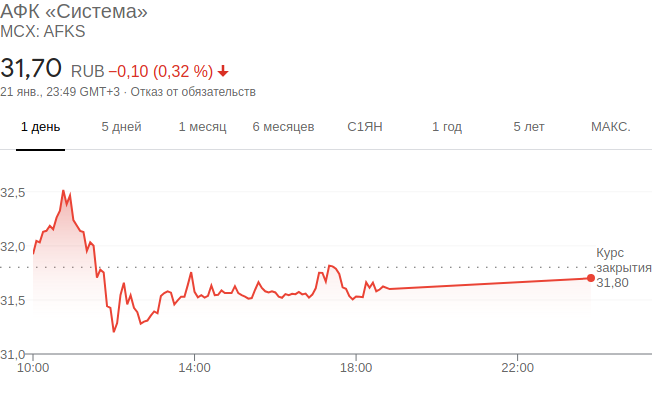 АФК «Система»
MCX: AFKS
31,70 RUB −0,10 (0,32 %)
21 янв., 23:49 GMT+3 · Отказ от обязательств
1 день 5 дней 1 месяц 6 месяцев С1ЯН 1 год 5 лет МАКС.
32,5
32,0
Курс
закрытия
31,80
31,5
31,0
10:00 14:00 18:00 22:00